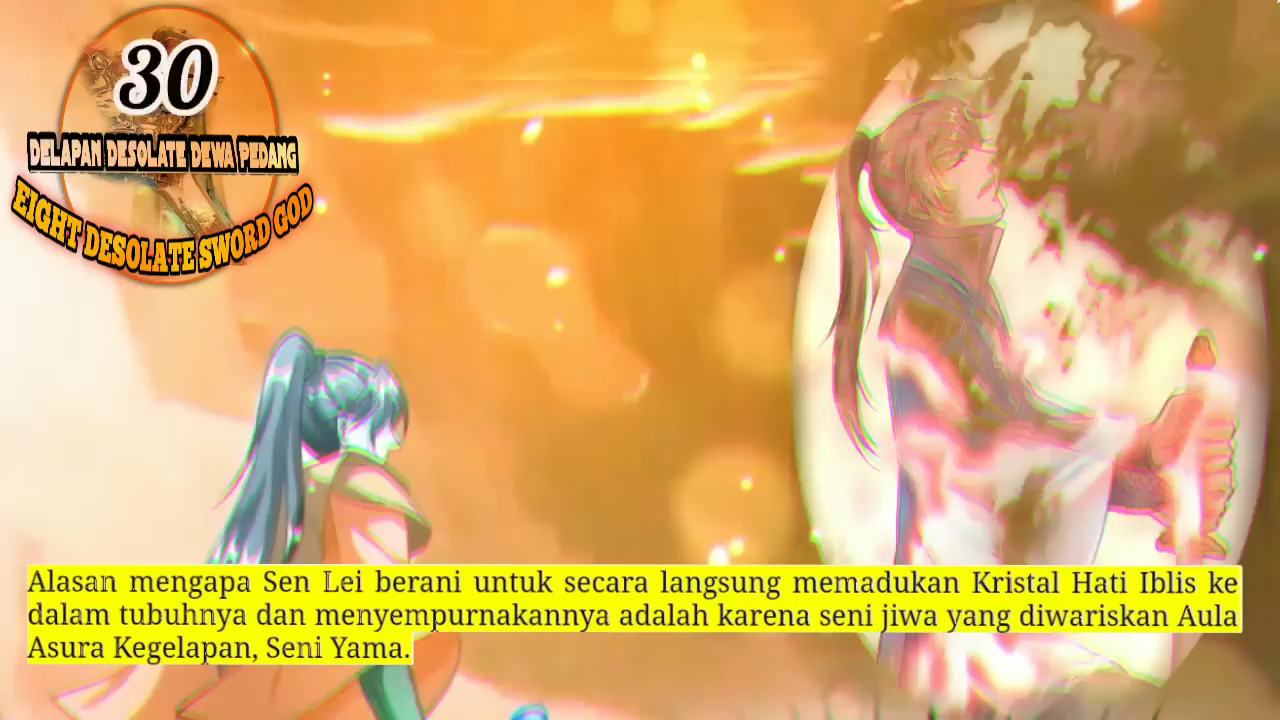 30
DELAPAN DESOLATE DEWA PEDANG
EIGHT DESOLATE SWORD GOD
Alasan mengapa Sen Lei berani untuk secara langsung memadukan Kristal Hati Iblis ke
dalam tubuhnya dan menyempurnakannya adalah karena seni jiwa yang diwariskan Aula
Asura Kegelapan, Seni Yama.